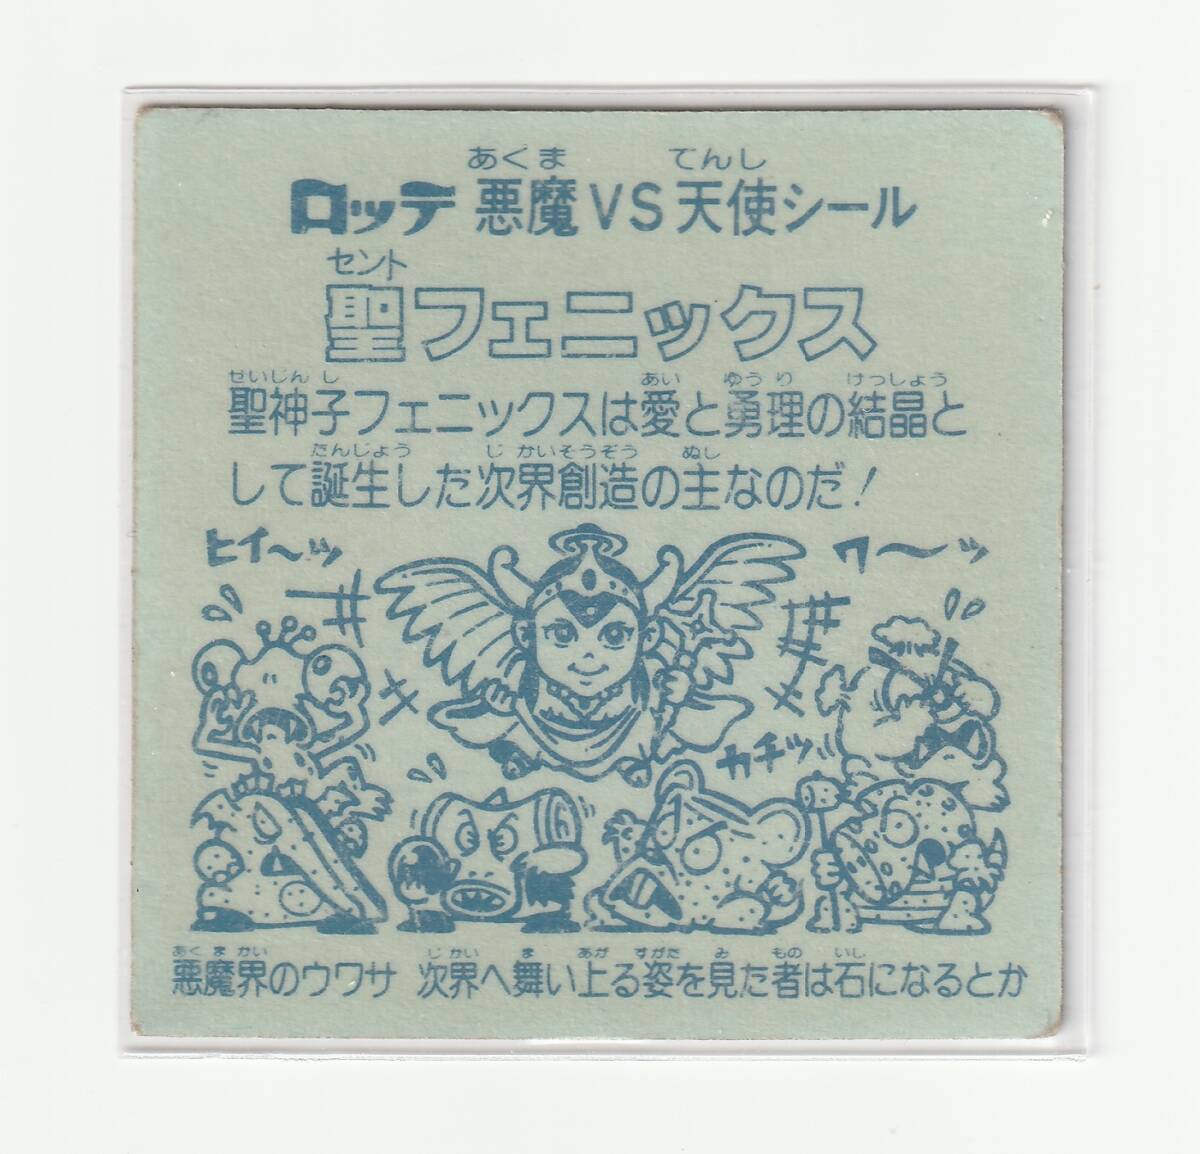 あくま てんし
ロッテ 悪魔VS天使シール
セント
聖フェニックス
せいじんし あい ゆうり けっしょう
聖神子フェニックスは愛と勇理の結晶と
たんじょう じかいそうぞう ぬし
して誕生した次界創造の主なのだ!
ヒイ〜ッ
ワ〜ッ
カチッ
あくまかい じかい ま あが すがた み もの いし
悪魔界のウワサ 次界へ舞い上る姿を見た者は石になるとか